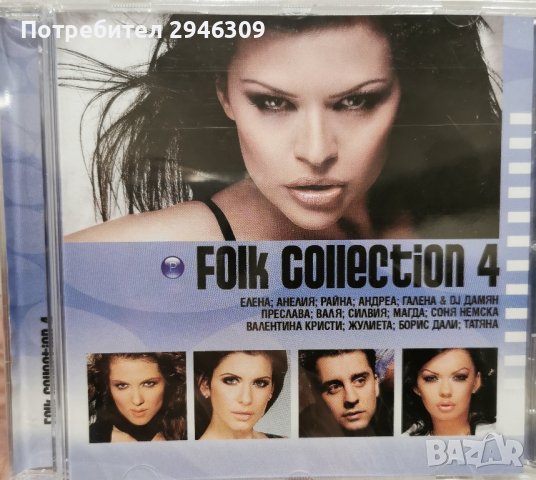 Потребител 2946309
P
Folk Collection 4
ЕЛЕНА; АНЕЛИЯ; РАЙНА; АНДРЕА; ГАЛЕНА & DJ ДАМЯН
ПРЕСЛАВА; ВАЛЯ; СИЛВИЯ; МАГДА; СОНЯ НЕМСКА
ВАЛЕНТИНА КРИСТИ; ЖУЛИЕТА; БОРИС ДАЛИ; ТАТЯНА
Folk Collection 4
BAZAR